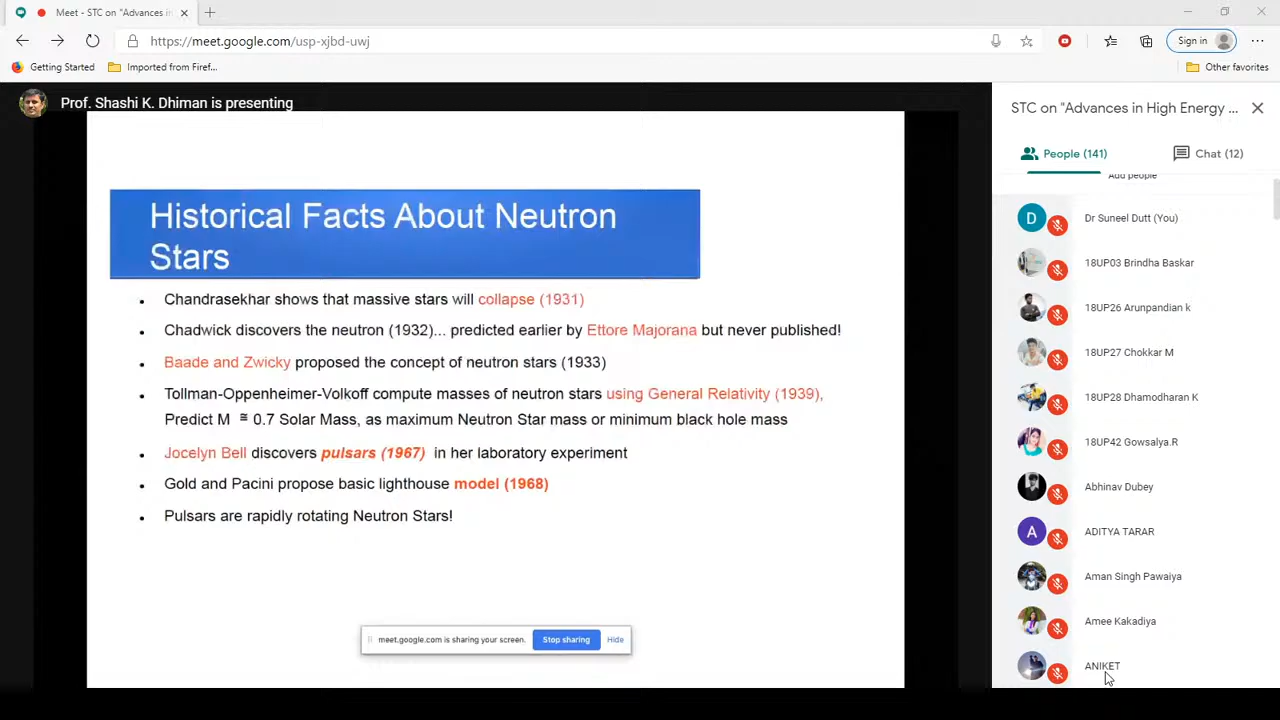 Meet - STC on "Advances in
https://meet.google.com/usp-xjbd-uwj
Sign in
Getting Started
Imported from Firef...
Other favorites
Prof. Shashi K. Dhiman is presenting
Historical Facts About Neutron
Stars
• Chandrasekhar shows that massive stars will collapse (1931)
• Chadwick discovers the neutron (1932)... predicted earlier by Ettore Majorana but never published!
• Baade and Zwicky proposed the concept of neutron stars (1933)
• Tollman-Oppenheimer-Volkoff compute masses of neutron stars using General Relativity (1939),
Predict M ≅ 0.7 Solar Mass, as maximum Neutron Star mass or minimum black hole mass
• Jocelyn Bell discovers pulsars (1967) in her laboratory experiment
• Gold and Pacini propose basic lighthouse model (1968)
• Pulsars are rapidly rotating Neutron Stars!
meet.google.com is sharing your screen. Stop sharing Hide
STC on "Advances in High Energy ...
People (141)
Chat (12)
Add people
D Dr Suneel Dutt (You)
18UP03 Brindha Baskar
18UP26 Arunpandian k
18UP27 Chokkar M
18UP28 Dhamodharan K
18UP42 Gowsalya.R
Abhinav Dubey
A ADITYA TARAR
Aman Singh Pawaiya
Amee Kakadiya
ANIKET